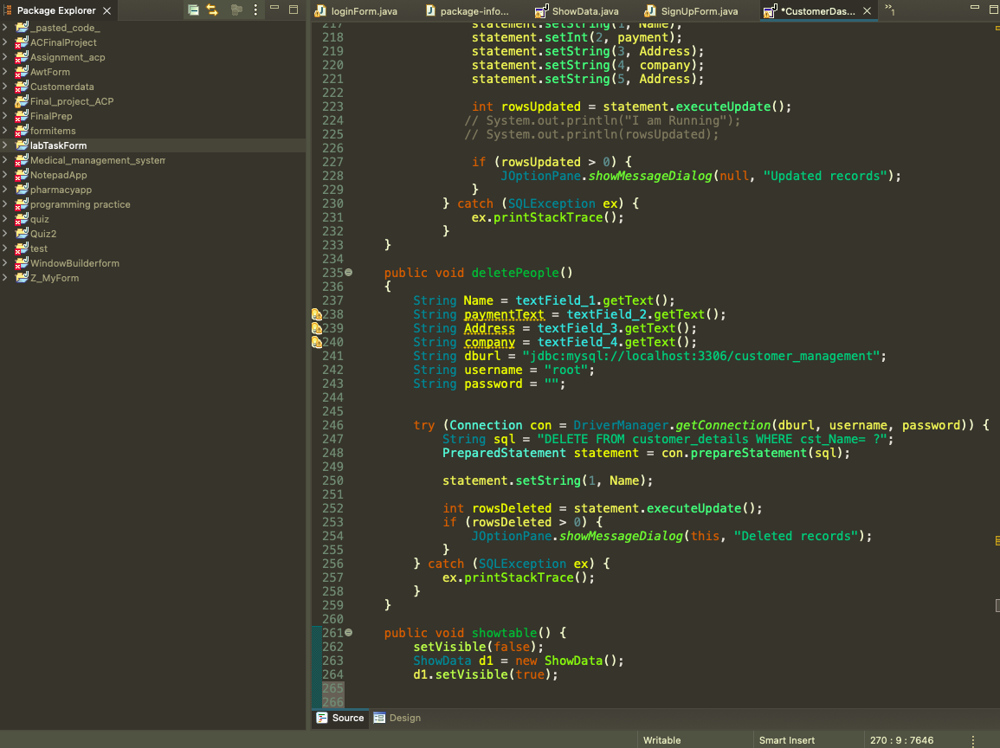 Package Explorer
loginForm.java
package-info...
ShowData.java
SignUpForm.java
*CustomerDas...
»1
_pasted_code_
ACFinalProject
Assignment_acp
AwtForm
Customerdata
Final_project_ACP
FinalPrep
formitems
labTaskForm
Medical_management_system
NotepadApp
pharmacyapp
programming practice
quiz
Quiz2
test
WindowBuilderform
Z_MyForm
217 statement.setString(1, Name);
218 statement.setInt(2, payment);
219 statement.setString(3, Address);
220 statement.setString(4, company);
221 statement.setString(5, Address);
222
223 int rowsUpdated = statement.executeUpdate();
224 // System.out.println("I am Running");
225 // System.out.println(rowsUpdated);
226
227 if (rowsUpdated > 0) {
228 JOptionPane.showMessageDialog(null, "Updated records");
229 }
230 } catch (SQLException ex) {
231 ex.printStackTrace();
232 }
233 }
234
235 public void deletePeople()
236 {
237 String Name = textField_1.getText();
238 String paymentText = textField_2.getText();
239 String Address = textField_3.getText();
240 String company = textField_4.getText();
241 String dburl = "jdbc:mysql://localhost:3306/customer_management";
242 String username = "root";
243 String password = "";
244
245
246 try (Connection con = DriverManager.getConnection(dburl, username, password)) {
247 String sql = "DELETE FROM customer_details WHERE cst_Name= ?";
248 PreparedStatement statement = con.prepareStatement(sql);
249
250 statement.setString(1, Name);
251
252 int rowsDeleted = statement.executeUpdate();
253 if (rowsDeleted > 0) {
254 JOptionPane.showMessageDialog(this, "Deleted records");
255 }
256 } catch (SQLException ex) {
257 ex.printStackTrace();
258 }
259 }
260
261 public void showtable() {
262 setVisible(false);
263 ShowData d1 = new ShowData();
264 d1.setVisible(true);
265
266
Source
Design
Writable
Smart Insert
270 : 9 : 7646